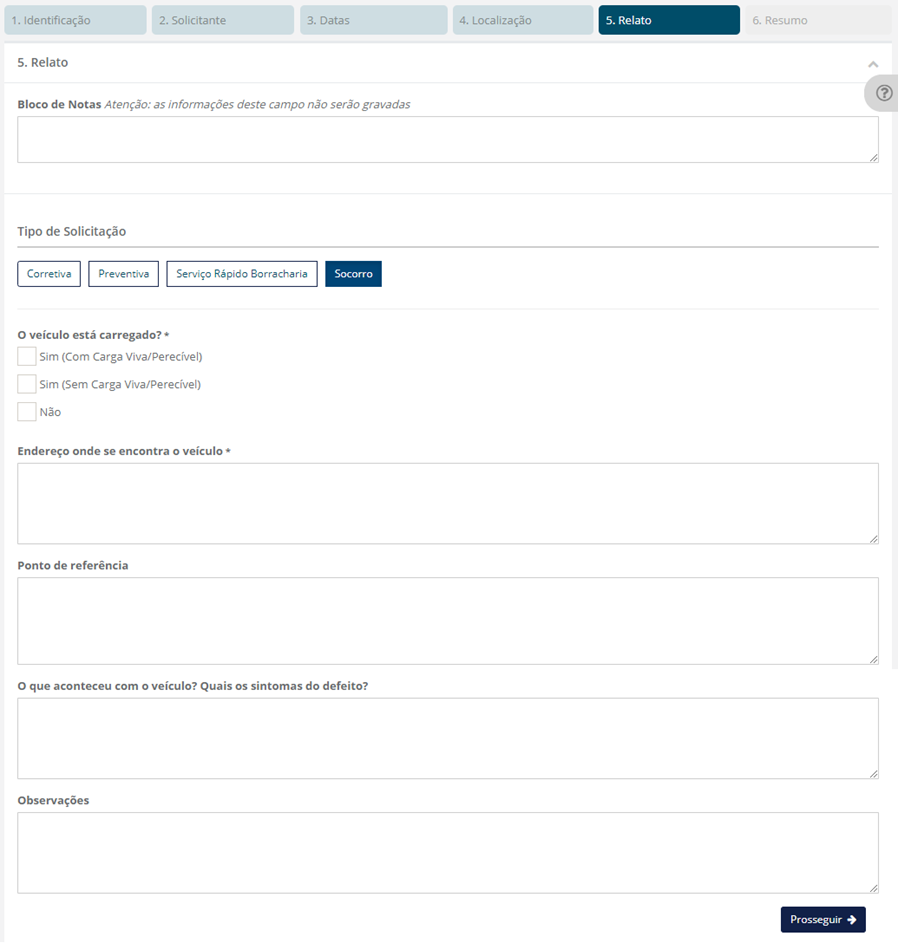 1. Identificação 2. Solicitante 3. Datas 4. Localização 5. Relato 6. Resumo
5. Relato
?
Bloco de Notas Atenção: as informações deste campo não serão gravadas
Tipo de Solicitação
Corretiva Preventiva Serviço Rápido Borracharia Socorro
O veículo está carregado? *
Sim (Com Carga Viva/Perecível)
Sim (Sem Carga Viva/Perecível)
Não
Endereço onde se encontra o veículo *
Ponto de referência
O que aconteceu com o veículo? Quais os sintomas do defeito?
Observações
Prosseguir →